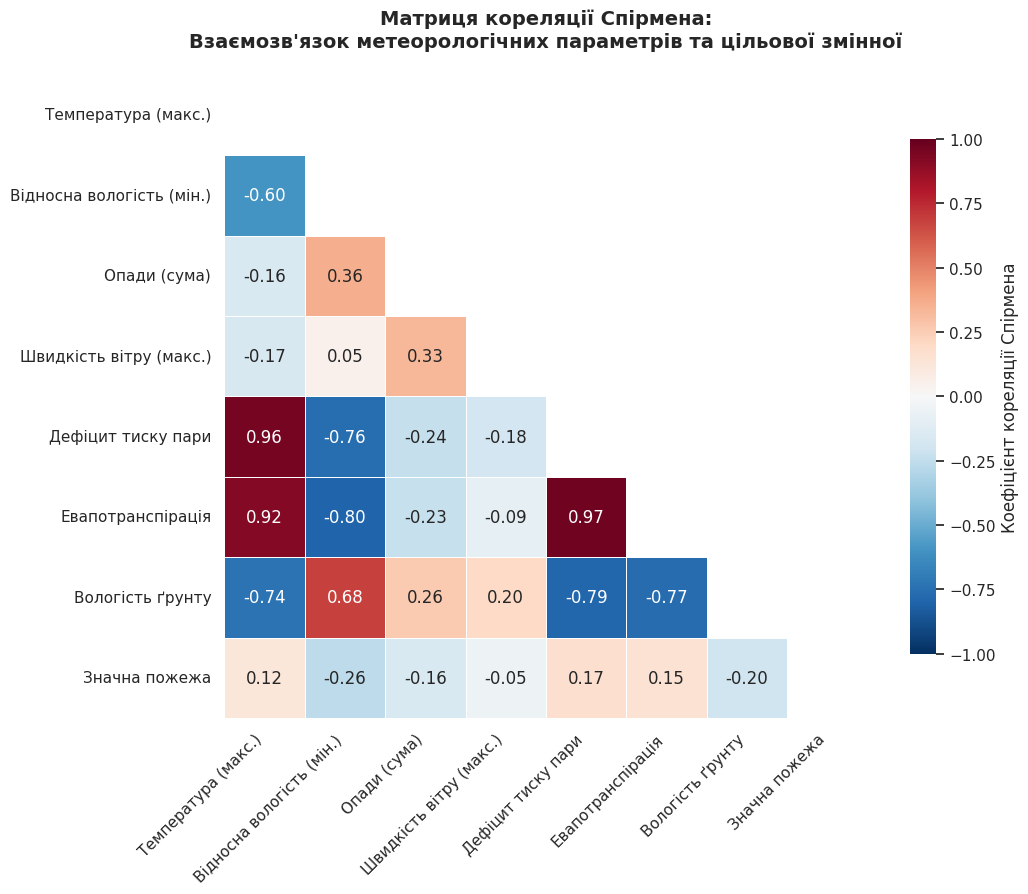 Матриця кореляції Спірмена:
Взаємозв'язок метеорологічних параметрів та цільової змінної
Температура (макс.)
Відносна вологість (мін.) -0.60
Опади (сума) -0.16 0.36
Швидкість вітру (макс.) -0.17 0.05 0.33
Дефіцит тиску пари 0.96 -0.76 -0.24 -0.18
Евапотранспірація 0.92 -0.80 -0.23 -0.09 0.97
Вологість ґрунту -0.74 0.68 0.26 0.20 -0.79 -0.77
Значна пожежа 0.12 -0.26 -0.16 -0.05 0.17 0.15 -0.20
Температура (макс.)
Відносна вологість (мін.)
Опади (сума)
Швидкість вітру (макс.)
Дефіцит тиску пари
Евапотранспірація
Вологість ґрунту
Значна пожежа
1.00
0.75
0.50
0.25
0.00
−0.25
−0.50
−0.75
−1.00
Коефіцієнт кореляції Спірмена